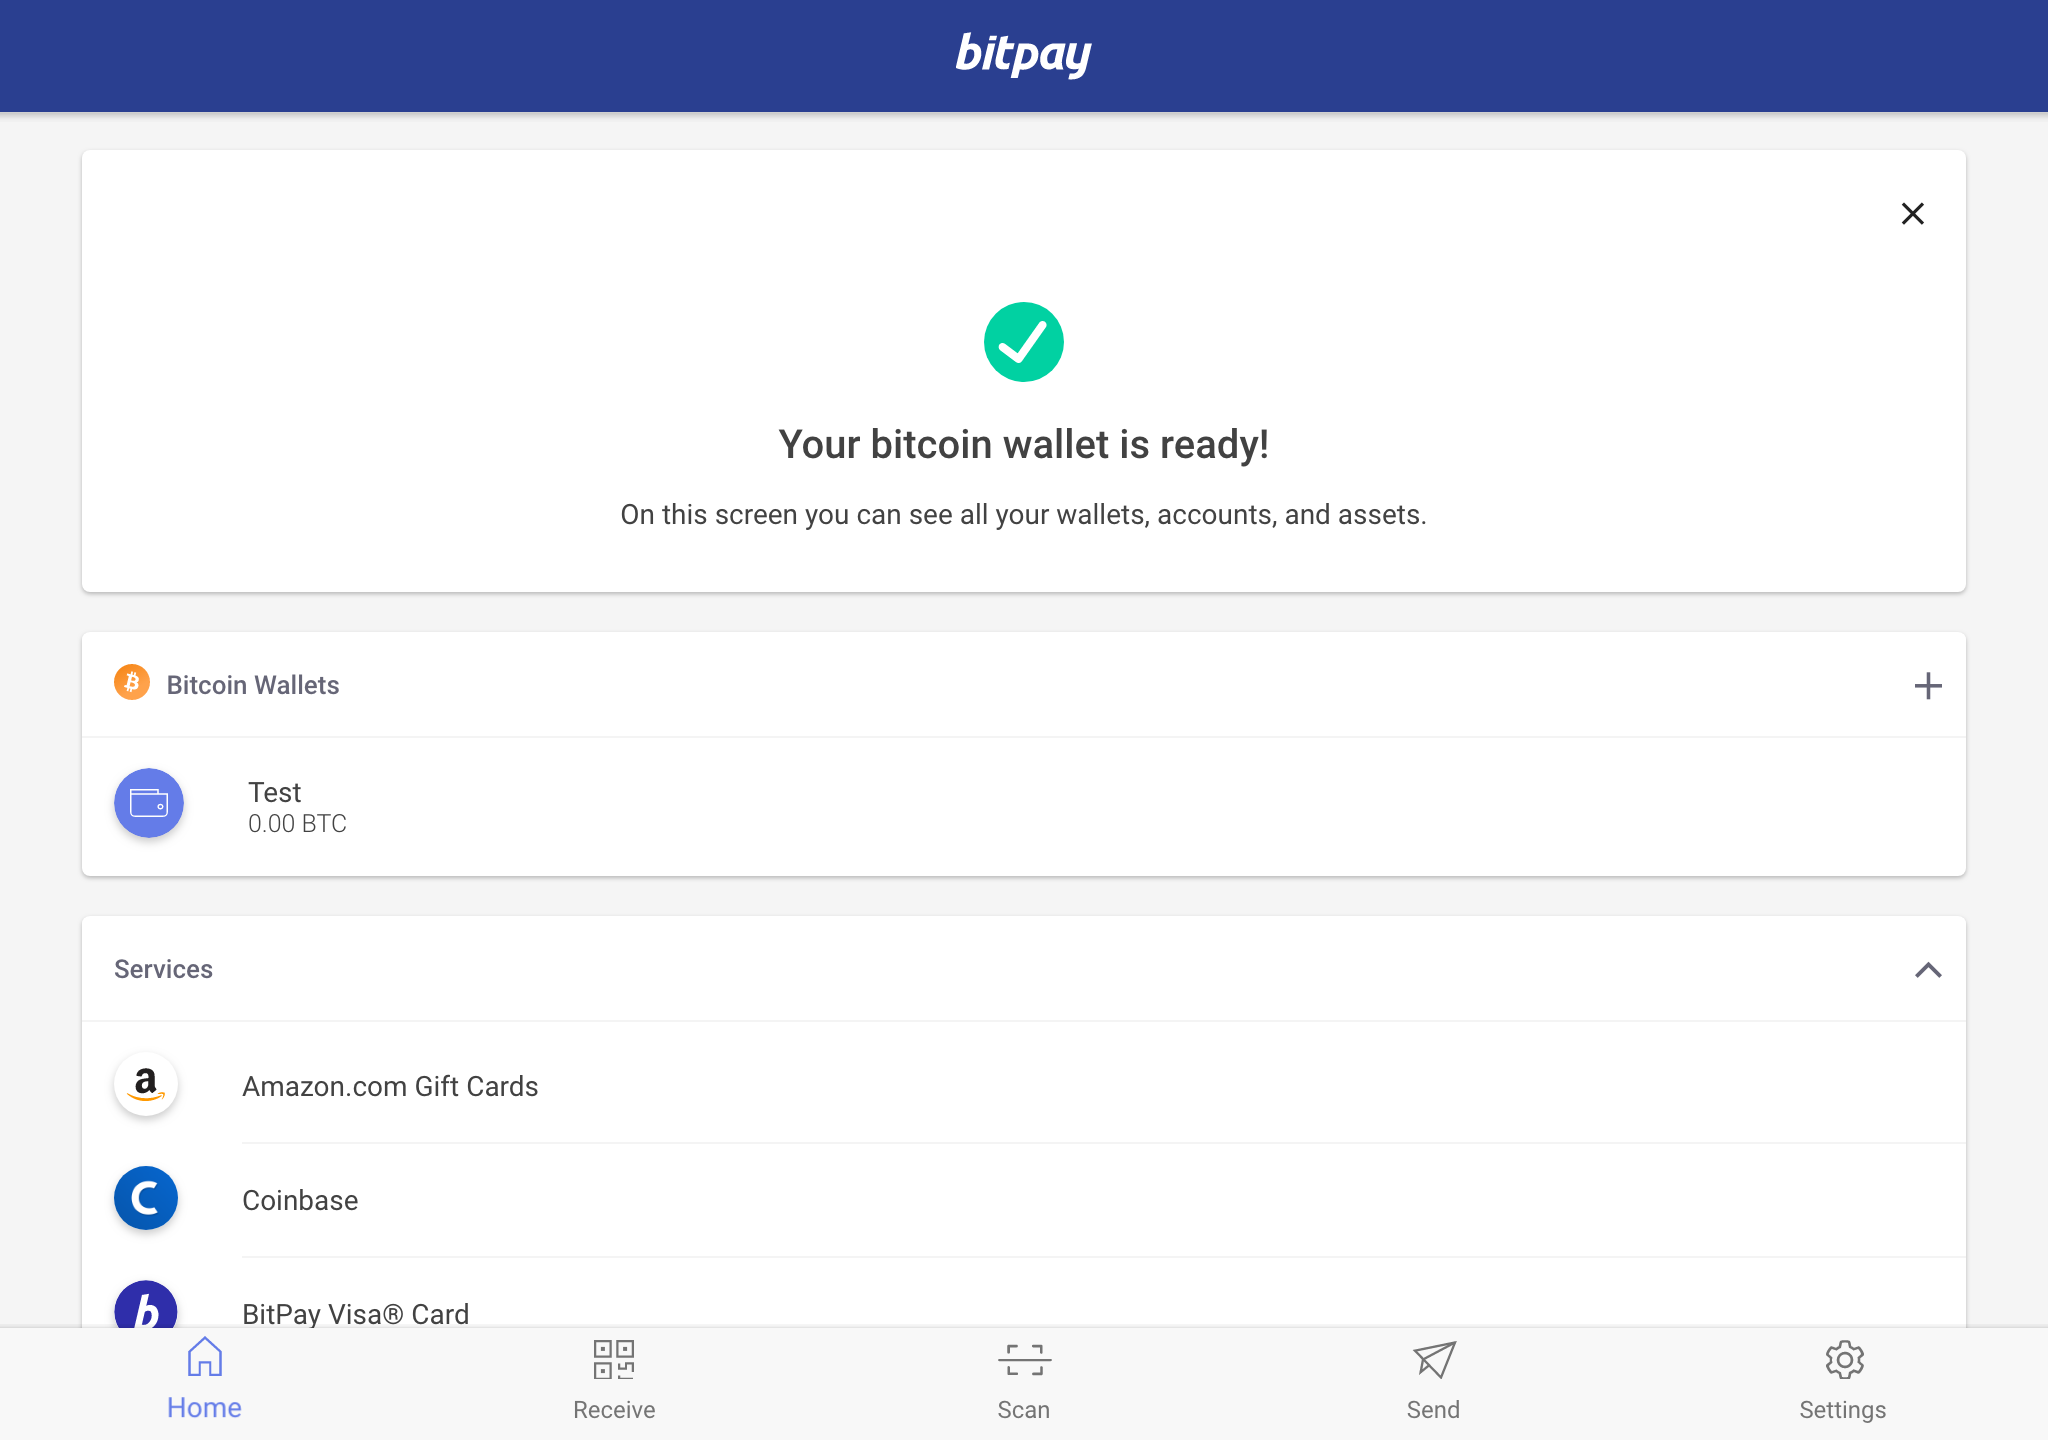 bitpay
Your bitcoin wallet is ready!
On this screen you can see all your wallets, accounts, and assets.
Bitcoin Wallets
Test
0.00 BTC
Services
Amazon.com Gift Cards
Coinbase
BitPay Visa® Card
Home
Receive
Scan
Send
Settings